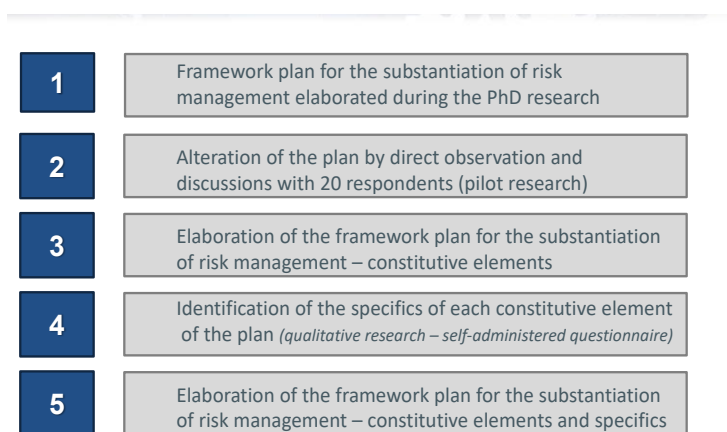 1
Framework plan for the substantiation of risk
management elaborated during the PhD research
2
Alteration of the plan by direct observation and
discussions with 20 respondents (pilot research)
3
Elaboration of the framework plan for the substantiation
of risk management – constitutive elements
4
Identification of the specifics of each constitutive element
of the plan (qualitative research – self-administered questionnaire)
5
Elaboration of the framework plan for the substantiation
of risk management – constitutive elements and specifics